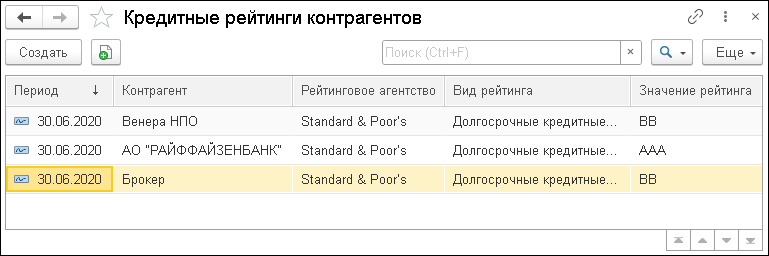 Кредитные рейтинги контрагентов
Создать Поиск (Ctrl+F) × Еще
Период ↓ Контрагент Рейтинговое агентство Вид рейтинга Значение рейтинга
30.06.2020 Венера НПО Standard & Poor's Долгосрочные кредитные... BB
30.06.2020 АО "РАЙФФАЙЗЕНБАНК" Standard & Poor's Долгосрочные кредитные... AAA
30.06.2020 Брокер Standard & Poor's Долгосрочные кредитные... BB